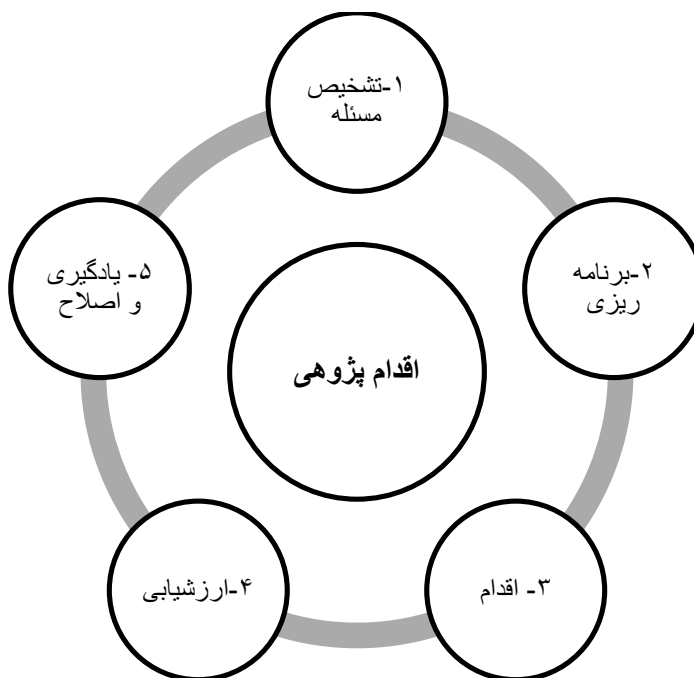 ۱-تشخیص
مسئله
۲-برنامه
ریزی
۳- اقدام
۴-ارزشیابی
۵- یادگیری
و اصلاح
اقدام پژوهی